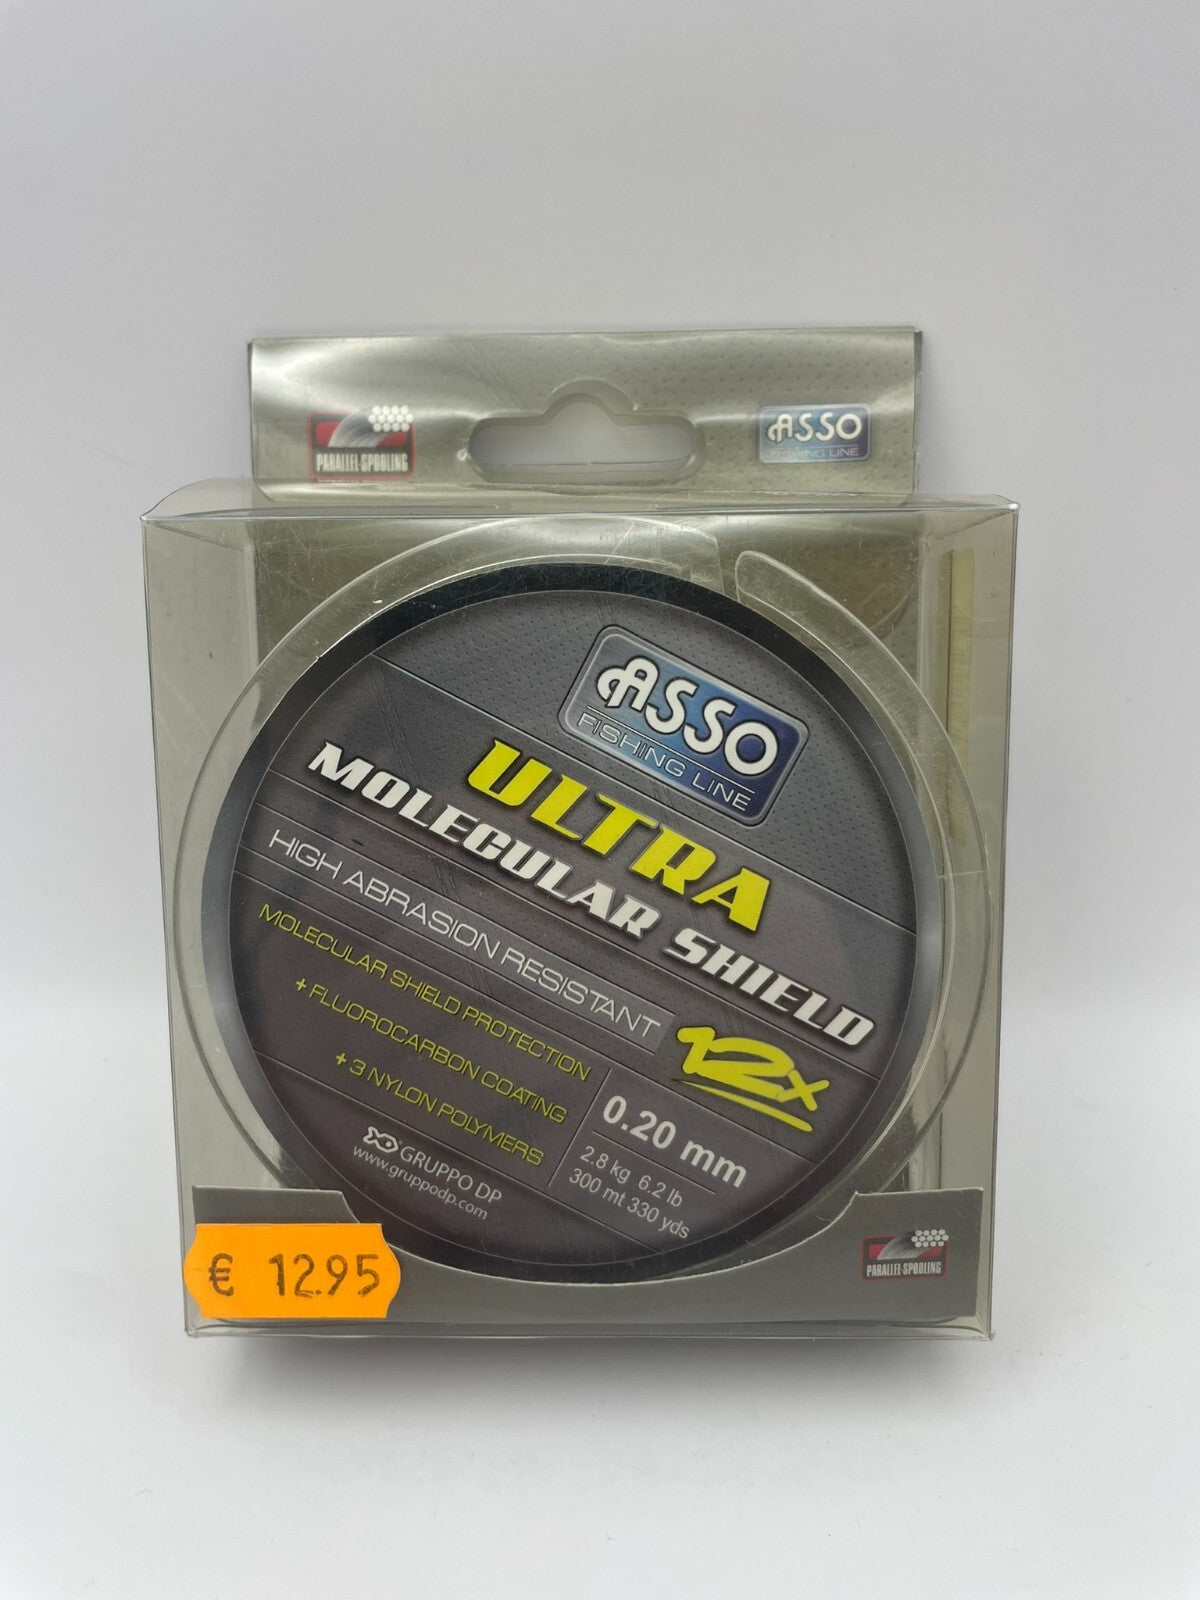 PARALLEL-SPOOLING
ASSO
FISHING LINE
ASSO
FISHING LINE
ULTRA
MOLECULAR SHIELD
HIGH ABRASION RESISTANT
12x
MOLECULAR SHIELD PROTECTION
+ FLUOROCARBON COATING
+ 3 NYLON POLYMERS
0.20 mm
2.8 kg 6.2 lb
300 mt 330 yds
GRUPPO DP
www.gruppodp.com
PARALLEL-SPOOLING
€ 12.95